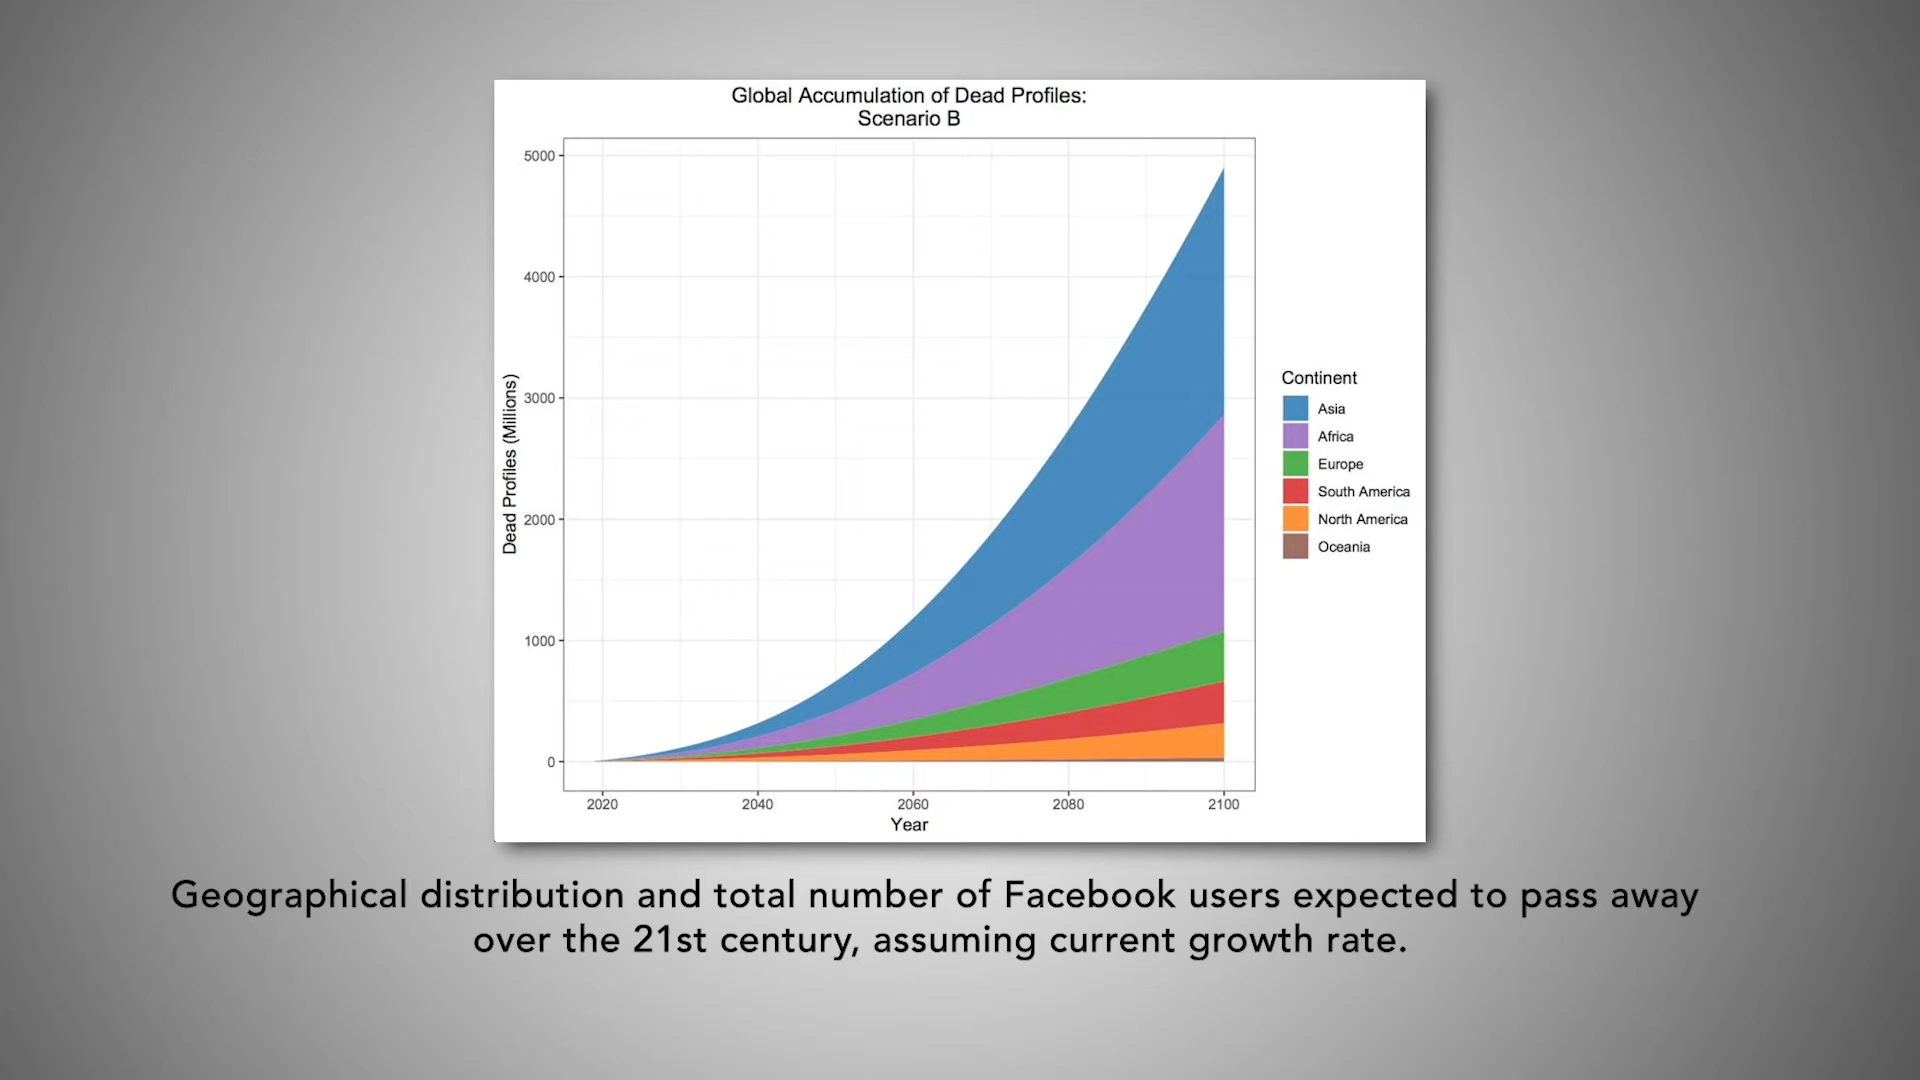 Global Accumulation of Dead Profiles:
Scenario B
5000
4000
3000
2000
1000
0
Dead Profiles (Millions)
2020 2040 2060 2080 2100
Year
Continent
Asia
Africa
Europe
South America
North America
Oceania
Geographical distribution and total number of Facebook users expected to pass away
over the 21st century, assuming current growth rate.